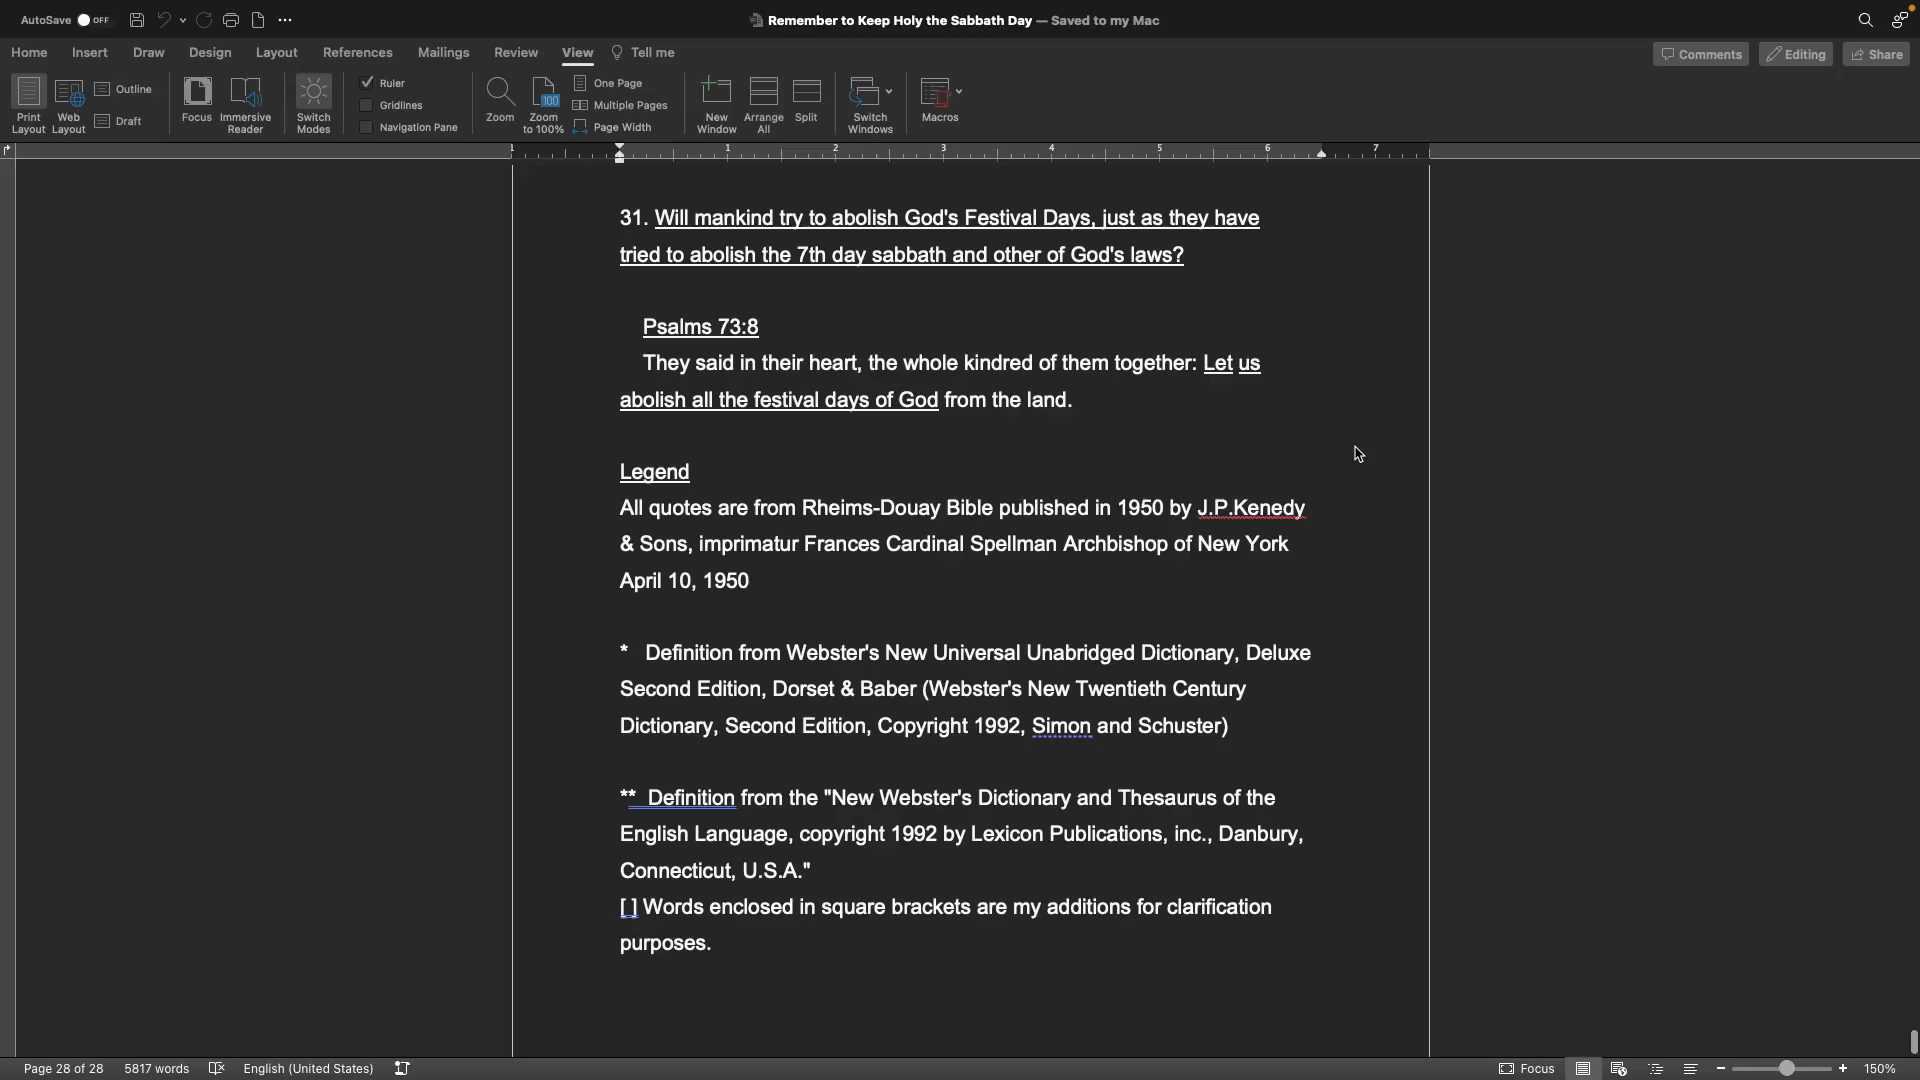 AutoSave OFF
Remember to Keep Holy the Sabbath Day — Saved to my Mac
Home Insert Draw Design Layout References Mailings Review View Tell me
Comments Editing Share
Print Layout
Web Layout
Outline
Draft
Focus
Immersive Reader
Switch Modes
Ruler
Gridlines
Navigation Pane
Zoom
100
Zoom to 100%
One Page
Multiple Pages
Page Width
New Window
Arrange All
Split
Switch Windows
Macros
1 1 2 3 4 5 6 7
31. Will mankind try to abolish God's Festival Days, just as they have
tried to abolish the 7th day sabbath and other of God's laws?
Psalms 73:8
They said in their heart, the whole kindred of them together: Let us
abolish all the festival days of God from the land.
Legend
All quotes are from Rheims-Douay Bible published in 1950 by J.P.Kenedy
& Sons, imprimatur Frances Cardinal Spellman Archbishop of New York
April 10, 1950
* Definition from Webster's New Universal Unabridged Dictionary, Deluxe
Second Edition, Dorset & Baber (Webster's New Twentieth Century
Dictionary, Second Edition, Copyright 1992, Simon and Schuster)
** Definition from the "New Webster's Dictionary and Thesaurus of the
English Language, copyright 1992 by Lexicon Publications, inc., Danbury,
Connecticut, U.S.A."
[ ] Words enclosed in square brackets are my additions for clarification
purposes.
Page 28 of 28 5817 words English (United States) Focus 150%